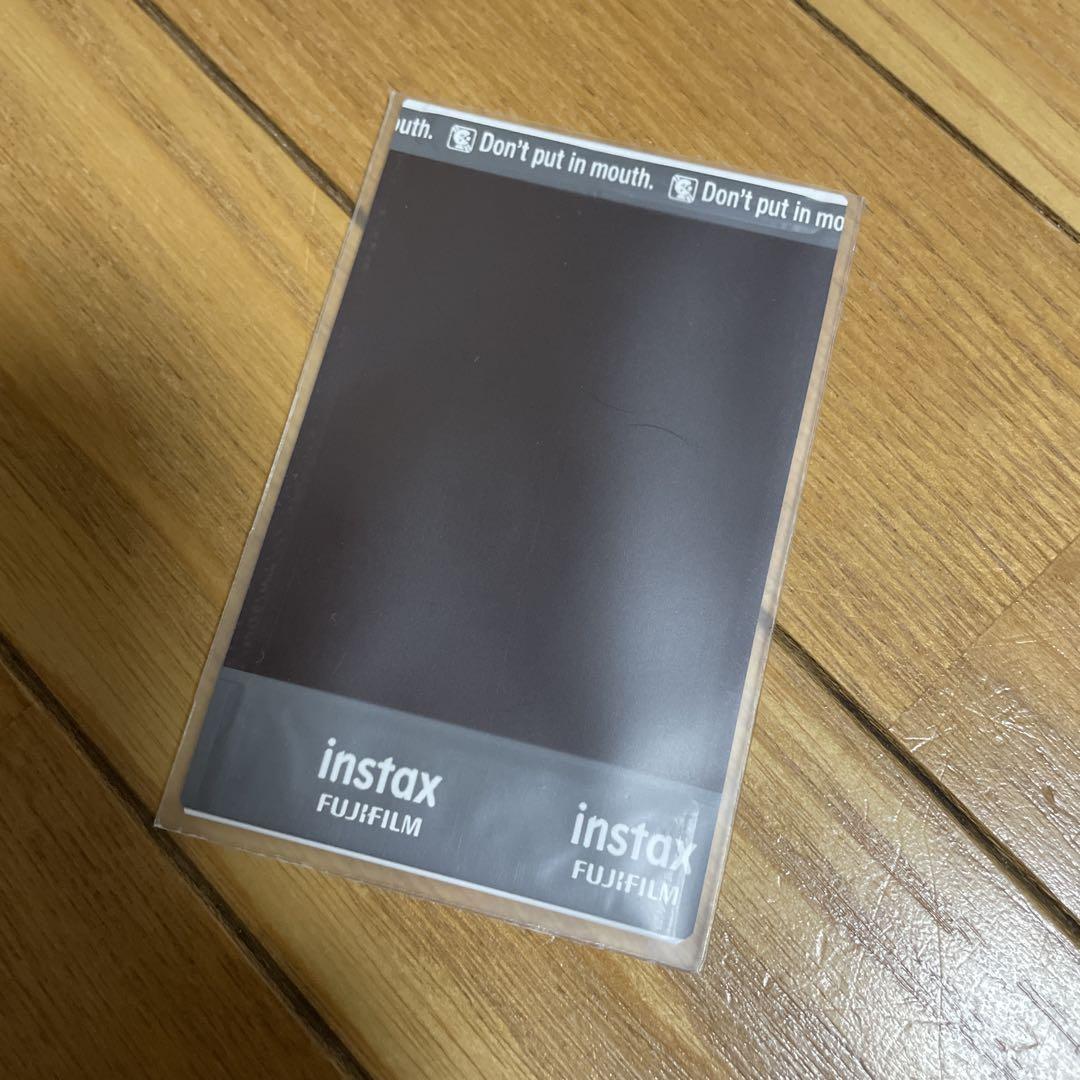 outh. Don't put in mouth. Don't put in mo
instax
FUJIFILM
instax
FUJIFILM